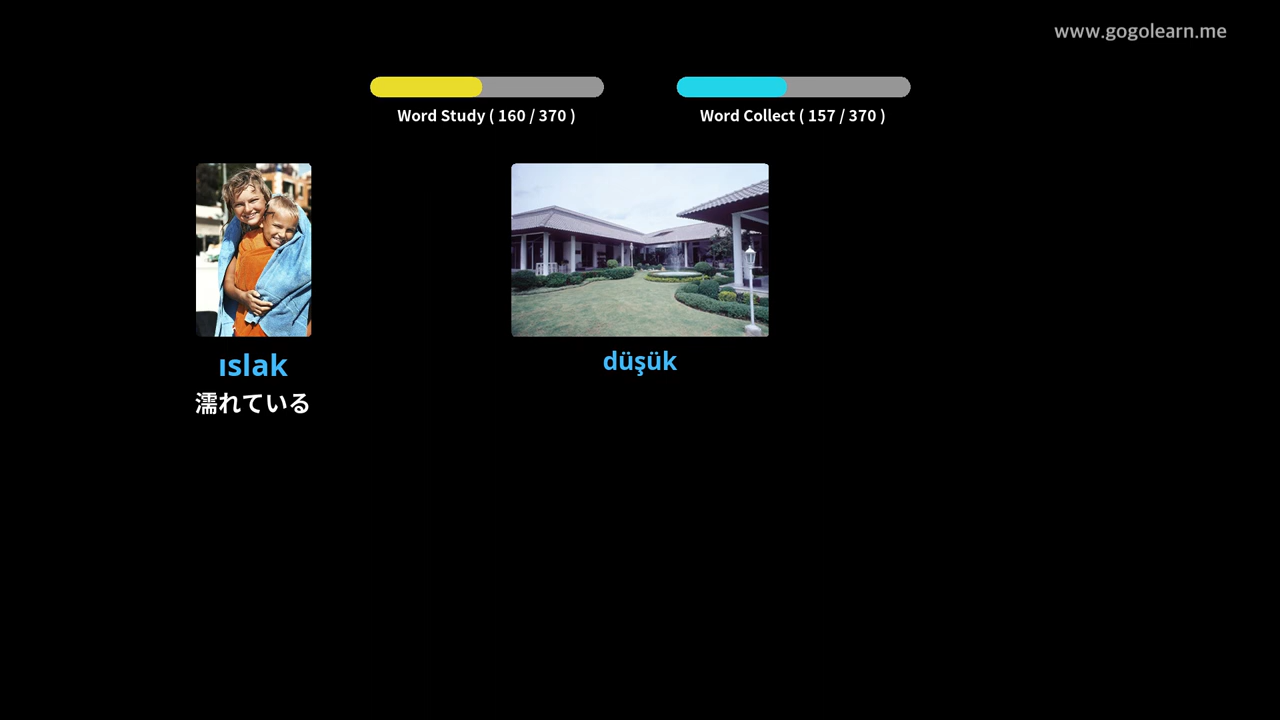 www.gogolearn.me
Word Study ( 160 / 370 )
Word Collect ( 157 / 370 )
ıslak
濡れている
düşük